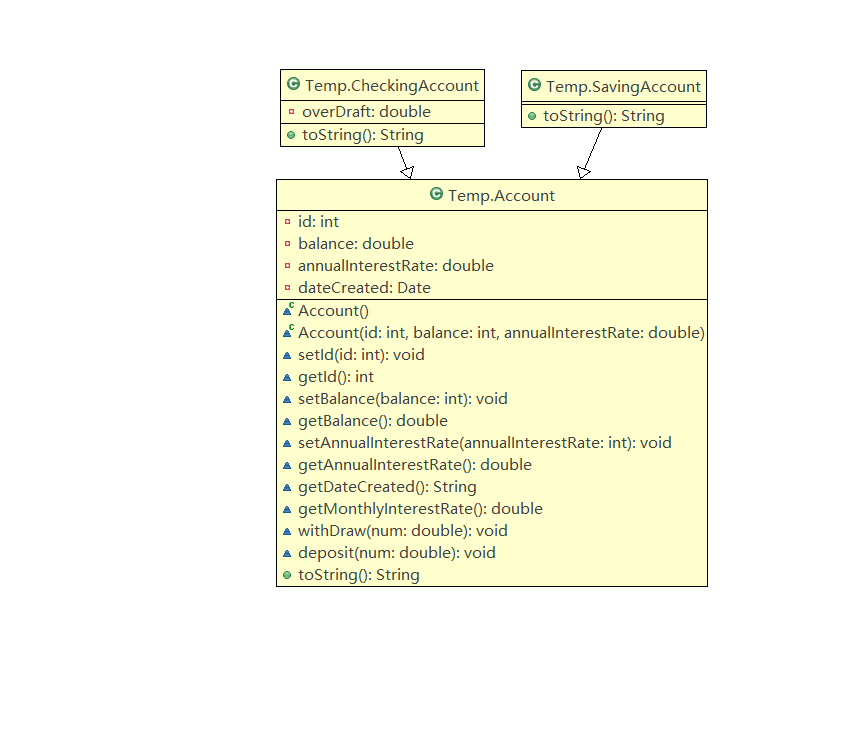 Temp.CheckingAccount
overDraft: double
toString(): String
Temp.SavingAccount
toString(): String
Temp.Account
id: int
balance: double
annualInterestRate: double
dateCreated: Date
Account()
Account(id: int, balance: int, annualInterestRate: double)
setId(id: int): void
getId(): int
setBalance(balance: int): void
getBalance(): double
setAnnualInterestRate(annualInterestRate: int): void
getAnnualInterestRate(): double
getDateCreated(): String
getMonthlyInterestRate(): double
withDraw(num: double): void
deposit(num: double): void
toString(): String